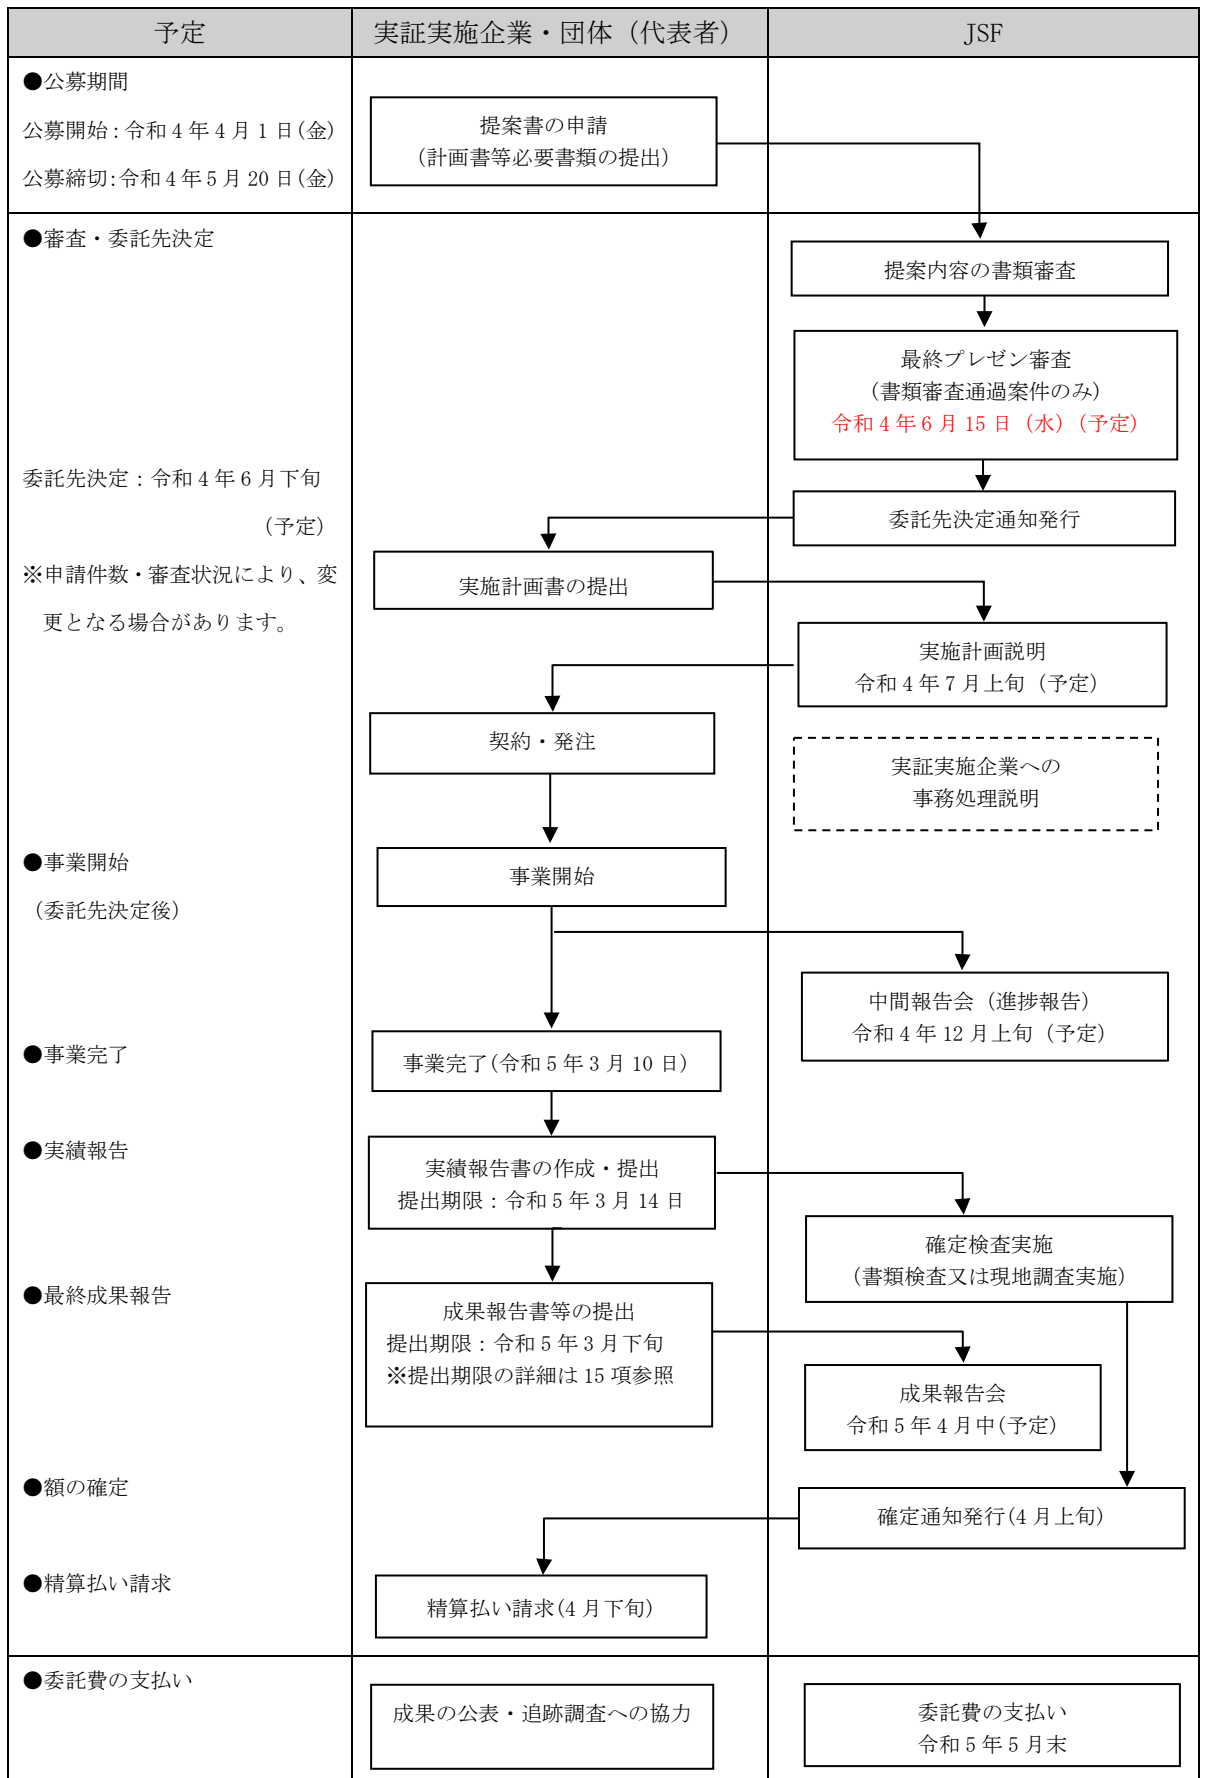 予定
実証実施企業・団体（代表者）
JSF
●公募期間
公募開始：令和4年4月1日(金)
公募締切：令和4年5月20日(金)
提案書の申請
（計画書等必要書類の提出）
●審査・委託先決定
提案内容の書類審査
最終プレゼン審査
（書類審査通過案件のみ）
令和4年6月15日（水）（予定）
委託先決定：令和4年6月下旬
（予定）
※申請件数・審査状況により、変
更となる場合があります。
委託先決定通知発行
実施計画書の提出
実施計画説明
令和4年7月上旬（予定）
契約・発注
実証実施企業への
事務処理説明
●事業開始
（委託先決定後）
事業開始
中間報告会（進捗報告）
令和4年12月上旬（予定）
●事業完了
事業完了(令和5年3月10日)
●実績報告
実績報告書の作成・提出
提出期限：令和5年3月14日
確定検査実施
（書類検査又は現地調査実施）
●最終成果報告
成果報告書等の提出
提出期限：令和5年3月下旬
※提出期限の詳細は15項参照
成果報告会
令和5年4月中(予定)
●額の確定
確定通知発行(4月上旬)
●精算払い請求
精算払い請求(4月下旬)
●委託費の支払い
成果の公表・追跡調査への協力
委託費の支払い
令和5年5月末